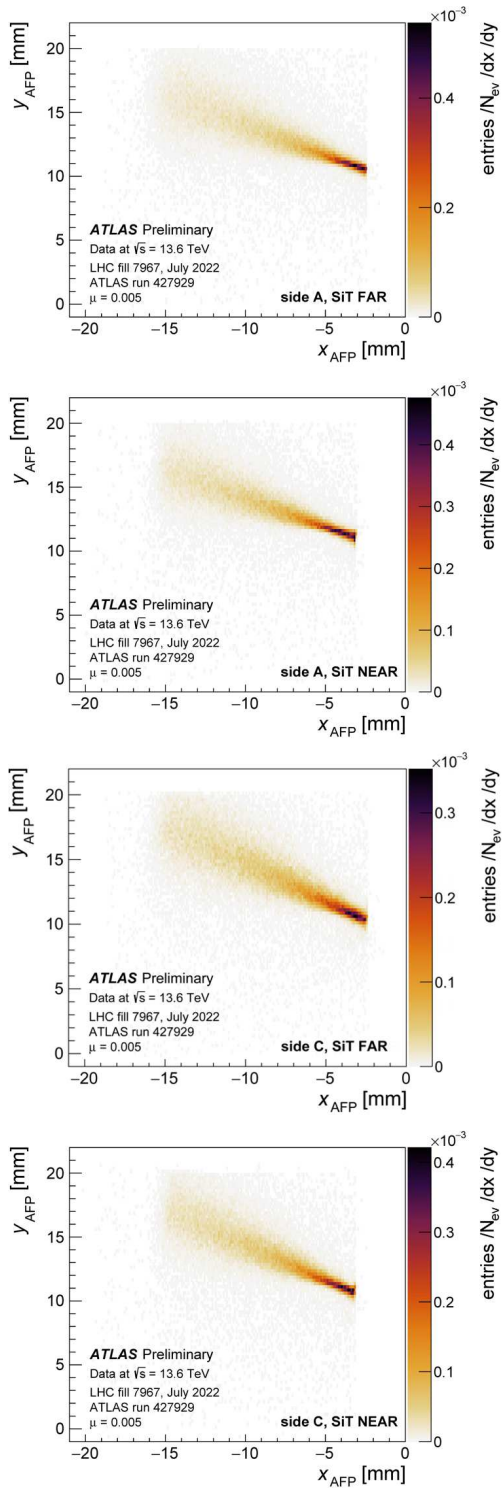 ×10⁻³
y_AFP [mm]
entries /N_ev /dx /dy
20
15
10
5
0
0.4
0.2
0
ATLAS Preliminary
Data at √s = 13.6 TeV
LHC fill 7967, July 2022
ATLAS run 427929
μ = 0.005
side A, SiT FAR
−20 −15 −10 −5 0
x_AFP [mm]
×10⁻³
y_AFP [mm]
entries /N_ev /dx /dy
20
15
10
5
0
0.4
0.3
0.2
0.1
0
ATLAS Preliminary
Data at √s = 13.6 TeV
LHC fill 7967, July 2022
ATLAS run 427929
μ = 0.005
side A, SiT NEAR
−20 −15 −10 −5 0
x_AFP [mm]
×10⁻³
y_AFP [mm]
entries /N_ev /dx /dy
20
15
10
5
0
0.3
0.2
0.1
0
ATLAS Preliminary
Data at √s = 13.6 TeV
LHC fill 7967, July 2022
ATLAS run 427929
μ = 0.005
side C, SiT FAR
−20 −15 −10 −5 0
x_AFP [mm]
×10⁻³
y_AFP [mm]
entries /N_ev /dx /dy
20
15
10
5
0
0.4
0.3
0.2
0.1
0
ATLAS Preliminary
Data at √s = 13.6 TeV
LHC fill 7967, July 2022
ATLAS run 427929
μ = 0.005
side C, SiT NEAR
−20 −15 −10 −5 0
x_AFP [mm]